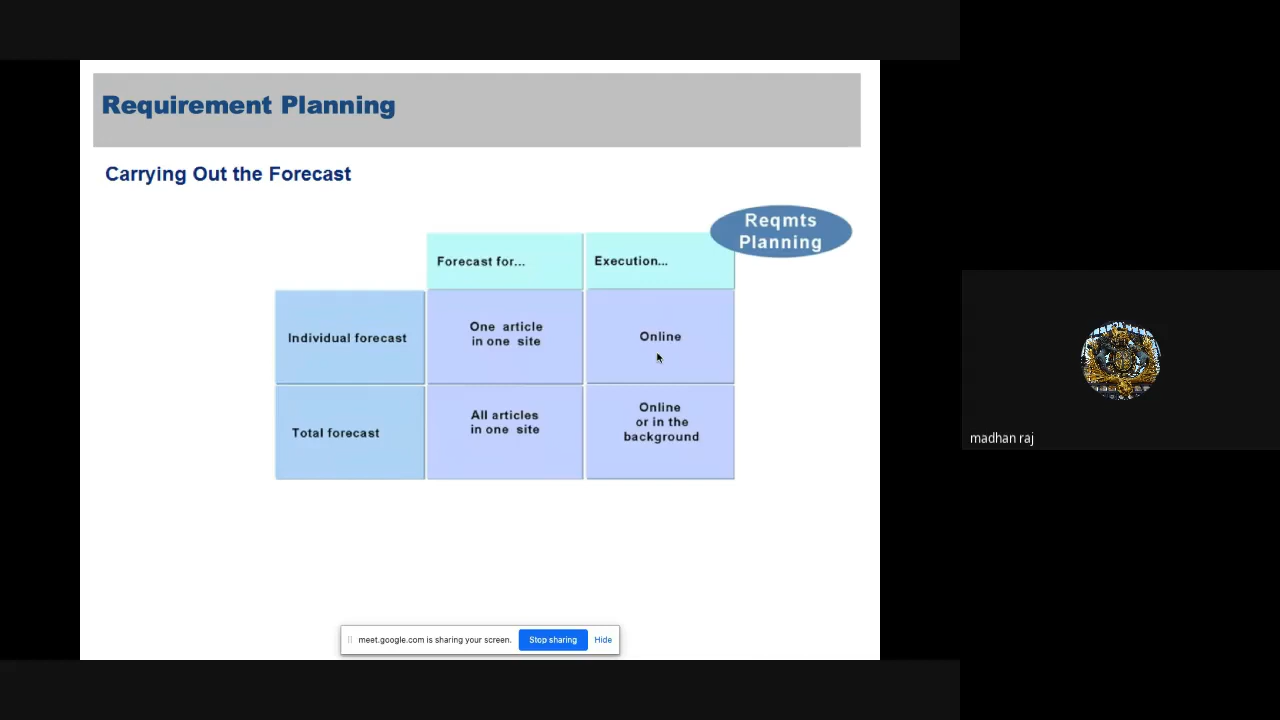 Requirement Planning
Carrying Out the Forecast
Reqmts
Planning
Forecast for...
Execution...
Individual forecast
One article
in one site
Online
Total forecast
All articles
in one site
Online
or in the
background
madhan raj
meet.google.com is sharing your screen.
Stop sharing
Hide